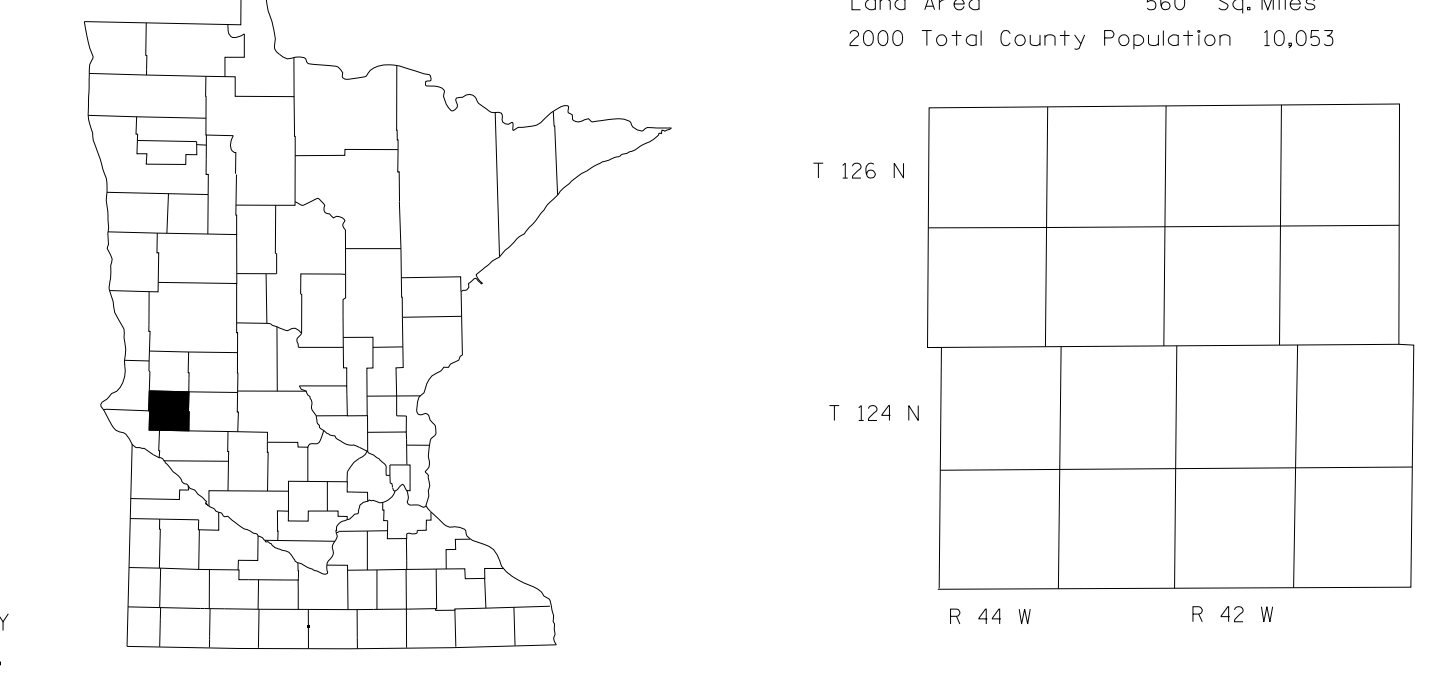 Land Area 560 Sq. Miles
2000 Total County Population 10,053
T 126 N
T 124 N
R 44 W R 42 W
Y